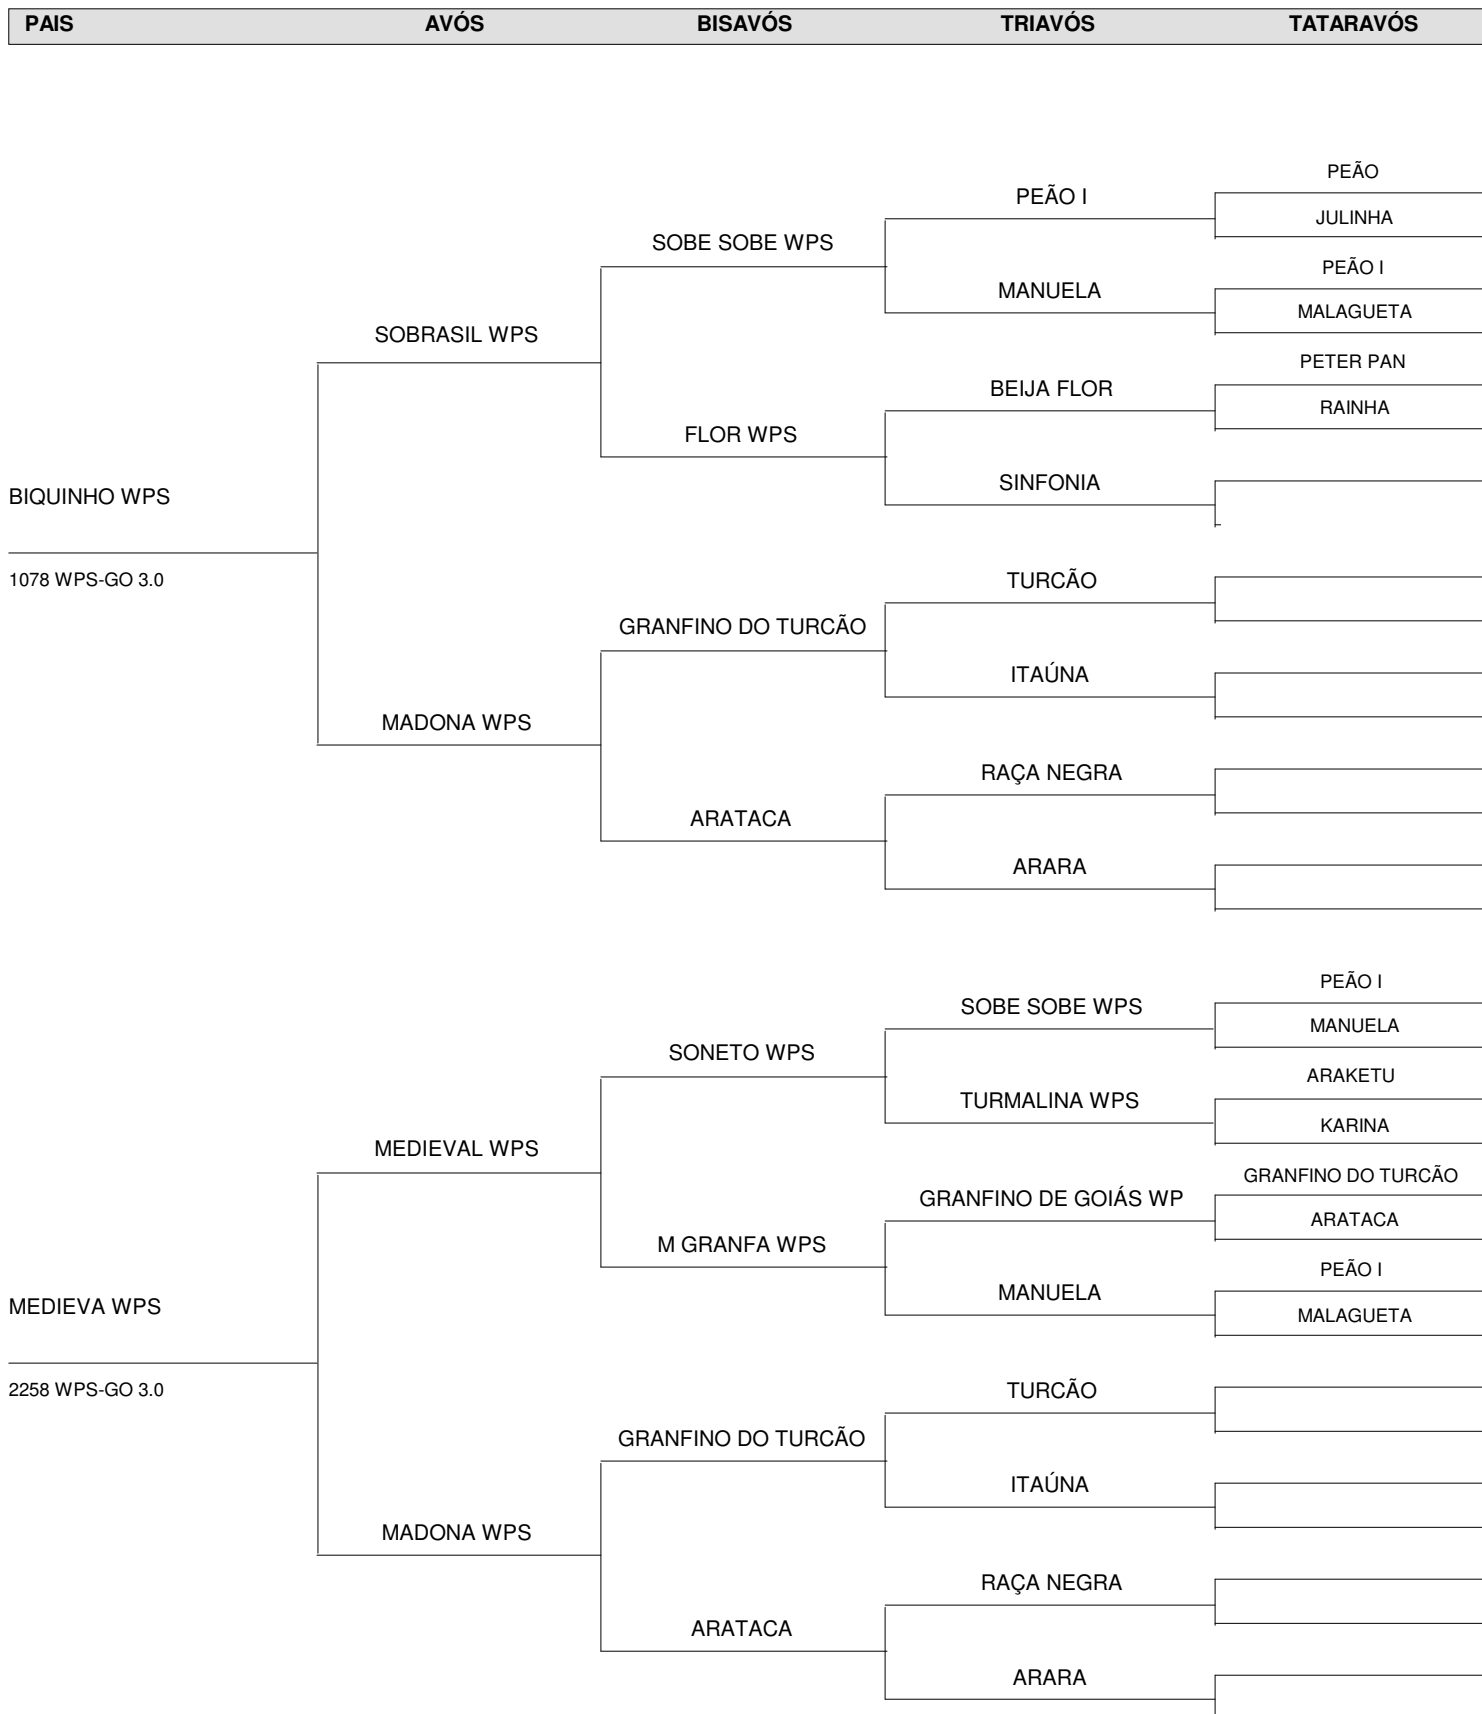 PAIS AVÓS BISAVÓS TRIAVÓS TATARAVÓS
PEÃO
PEÃO I
JULINHA
SOBE SOBE WPS
PEÃO I
MANUELA
MALAGUETA
SOBRASIL WPS
PETER PAN
BEIJA FLOR
RAINHA
FLOR WPS
SINFONIA
BIQUINHO WPS
1078 WPS-GO 3.0
TURCÃO
GRANFINO DO TURCÃO
ITAÚNA
MADONA WPS
RAÇA NEGRA
ARATACA
ARARA
PEÃO I
SOBE SOBE WPS
MANUELA
SONETO WPS
ARAKETU
TURMALINA WPS
KARINA
MEDIEVAL WPS
GRANFINO DO TURCÃO
GRANFINO DE GOIÁS WP
ARATACA
M GRANFA WPS
PEÃO I
MANUELA
MEDIEVA WPS
MALAGUETA
2258 WPS-GO 3.0
TURCÃO
GRANFINO DO TURCÃO
ITAÚNA
MADONA WPS
RAÇA NEGRA
ARATACA
ARARA